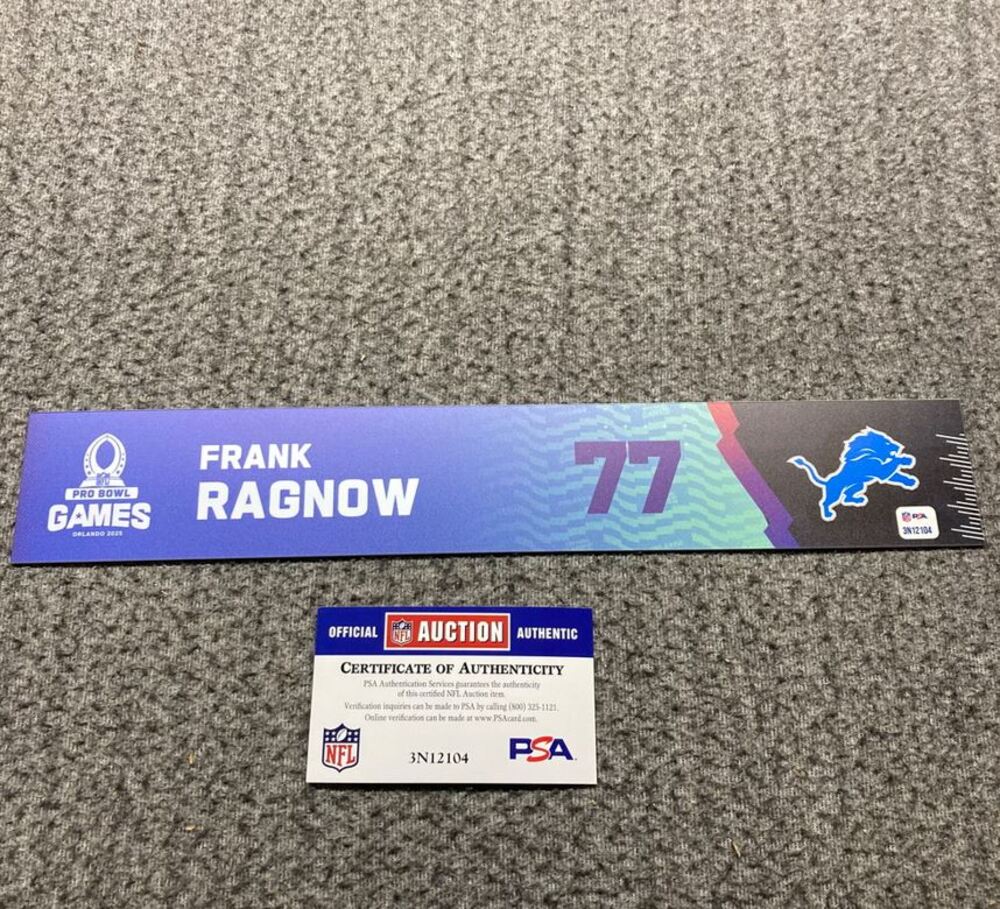 NFL
PRO BOWL
GAMES
ORLANDO 2025
FRANK
RAGNOW
77
PSA
3N12104
OFFICIAL NFL AUCTION AUTHENTIC
CERTIFICATE OF AUTHENTICITY
PSA Authentication Services guarantees the authenticity
of this certified NFL Auction item.
Verification inquiries can be made to PSA by calling (800) 325-1121.
Online verification can be made at www.PSAcard.com.
NFL
3N12104
PSA